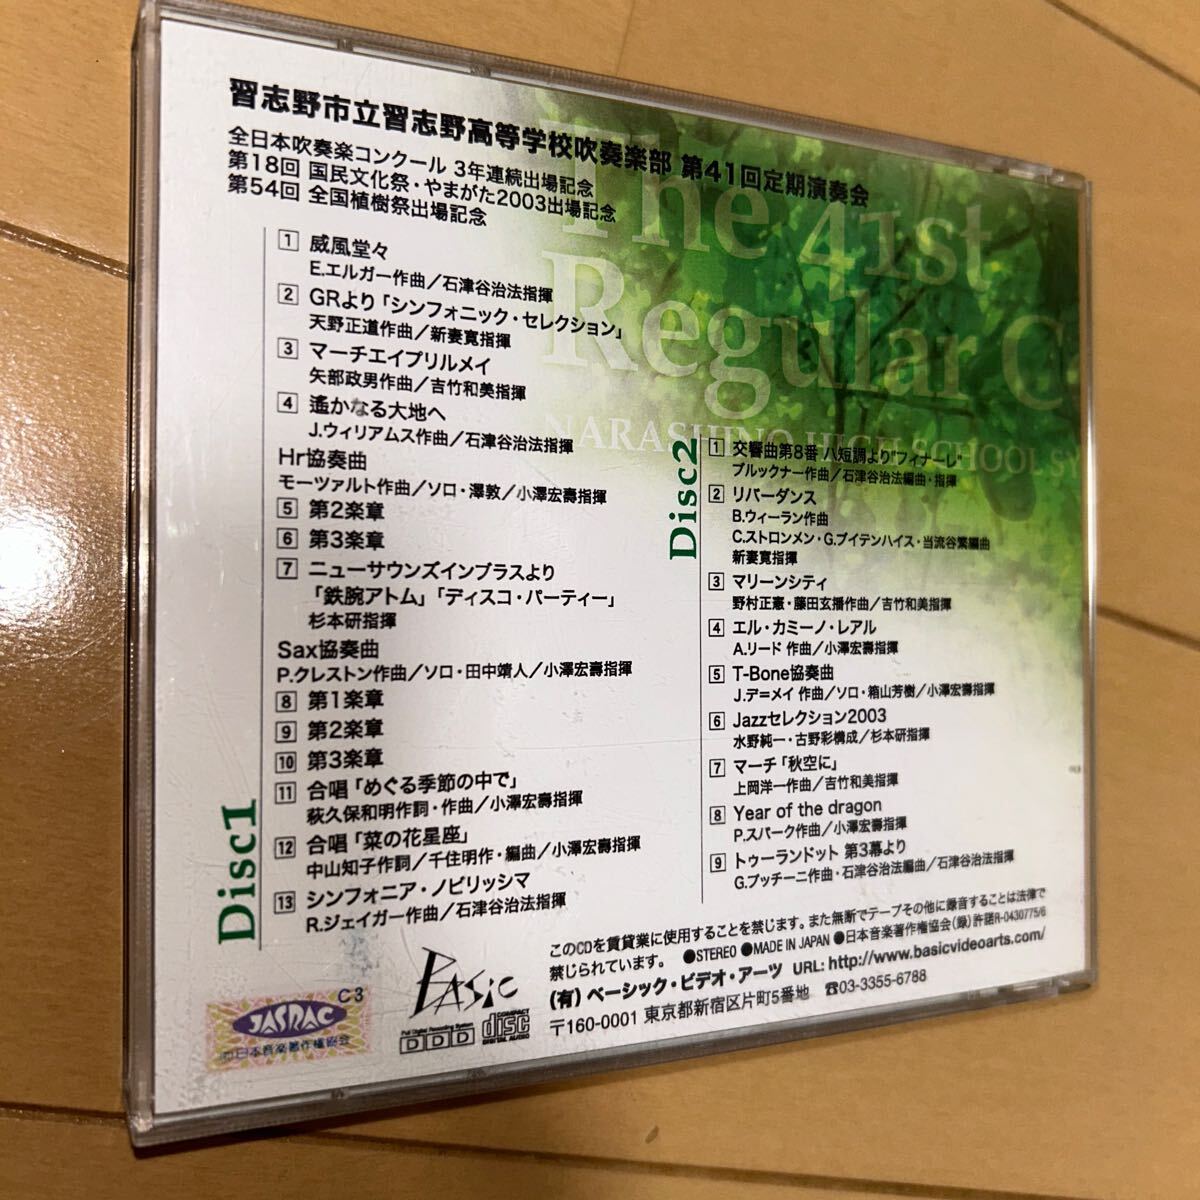 習志野市立習志野高等学校吹奏楽部 第41回定期演奏会
全日本吹奏楽コンクール 3年連続出場記念
第18回 国民文化祭・やまがた2003出場記念
第54回 全国植樹祭出場記念
The 41st
Regular C
NARASHINO HIGH SCHOOL SY
Disc1
1 威風堂々
E.エルガー作曲／石津谷治法指揮
2 GRより「シンフォニック・セレクション」
天野正道作曲／新妻寛指揮
3 マーチエイプリルメイ
矢部政男作曲／吉竹和美指揮
4 遙かなる大地へ
J.ウィリアムス作曲／石津谷治法指揮
Hr協奏曲
モーツァルト作曲／ソロ・澤敦／小澤宏壽指揮
5 第2楽章
6 第3楽章
7 ニューサウンズインブラスより
「鉄腕アトム」「ディスコ・パーティー」
杉本研指揮
Sax協奏曲
P.クレストン作曲／ソロ・田中靖人／小澤宏壽指揮
8 第1楽章
9 第2楽章
10 第3楽章
11 合唱「めぐる季節の中で」
萩久保和明作詞・作曲／小澤宏壽指揮
12 合唱「菜の花星座」
中山知子作詞／千住明作・編曲／小澤宏壽指揮
13 シンフォニア・ノビリッシマ
R.ジェイガー作曲／石津谷治法指揮
Disc2
1 交響曲第8番 ハ短調より"フィナーレ"
ブルックナー作曲／石津谷治法編曲・指揮
2 リバーダンス
B.ウィーラン作曲
C.ストロンメン・G.ブイテンハイス・当流谷繁編曲
新妻寛指揮
3 マリーンシティ
野村正憲・藤田玄播作曲／吉竹和美指揮
4 エル・カミーノ・レアル
A.リード 作曲／小澤宏壽指揮
5 T-Bone協奏曲
J.デ=メイ 作曲／ソロ・箱山芳樹／小澤宏壽指揮
6 Jazzセレクション2003
水野純一・古野彩構成／杉本研指揮
7 マーチ「秋空に」
上岡洋一作曲／吉竹和美指揮
8 Year of the dragon
P.スパーク作曲／小澤宏壽指揮
9 トゥーランドット 第3幕より
G.プッチーニ作曲・石津谷治法編曲／石津谷治法指揮
このCDを賃貸業に使用することを禁じます。また無断でテープその他に録音することは法律で
禁じられています。 ●STEREO ●MADE IN JAPAN ●日本音楽著作権協会(録)許諾R-0430775/6
(有)ベーシック・ビデオ・アーツ URL: http://www.basicvideoarts.com/
〒160-0001 東京都新宿区片町5番地 ☎03-3355-6788
BASIC
Full Digital Recording System
DDD
COMPACT
disc
DIGITAL AUDIO
C3
JASRAC
日本音楽著作権協会